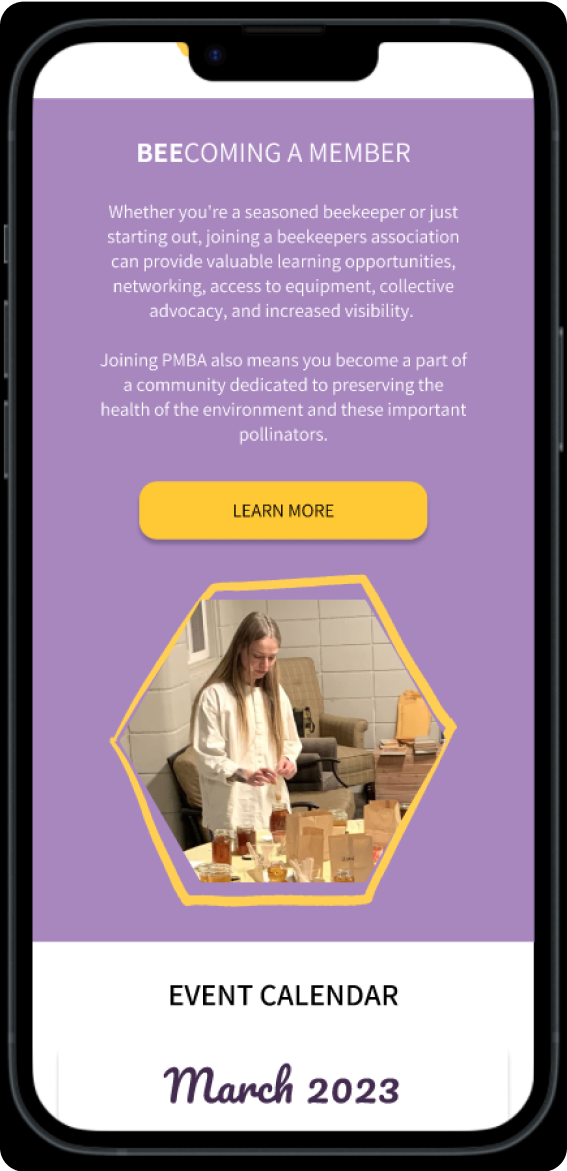 BEECOMING A MEMBER
Whether you're a seasoned beekeeper or just
starting out, joining a beekeepers association
can provide valuable learning opportunities,
networking, access to equipment, collective
advocacy, and increased visibility.
Joining PMBA also means you become a part of
a community dedicated to preserving the
health of the environment and these important
pollinators.
LEARN MORE
EVENT CALENDAR
March 2023